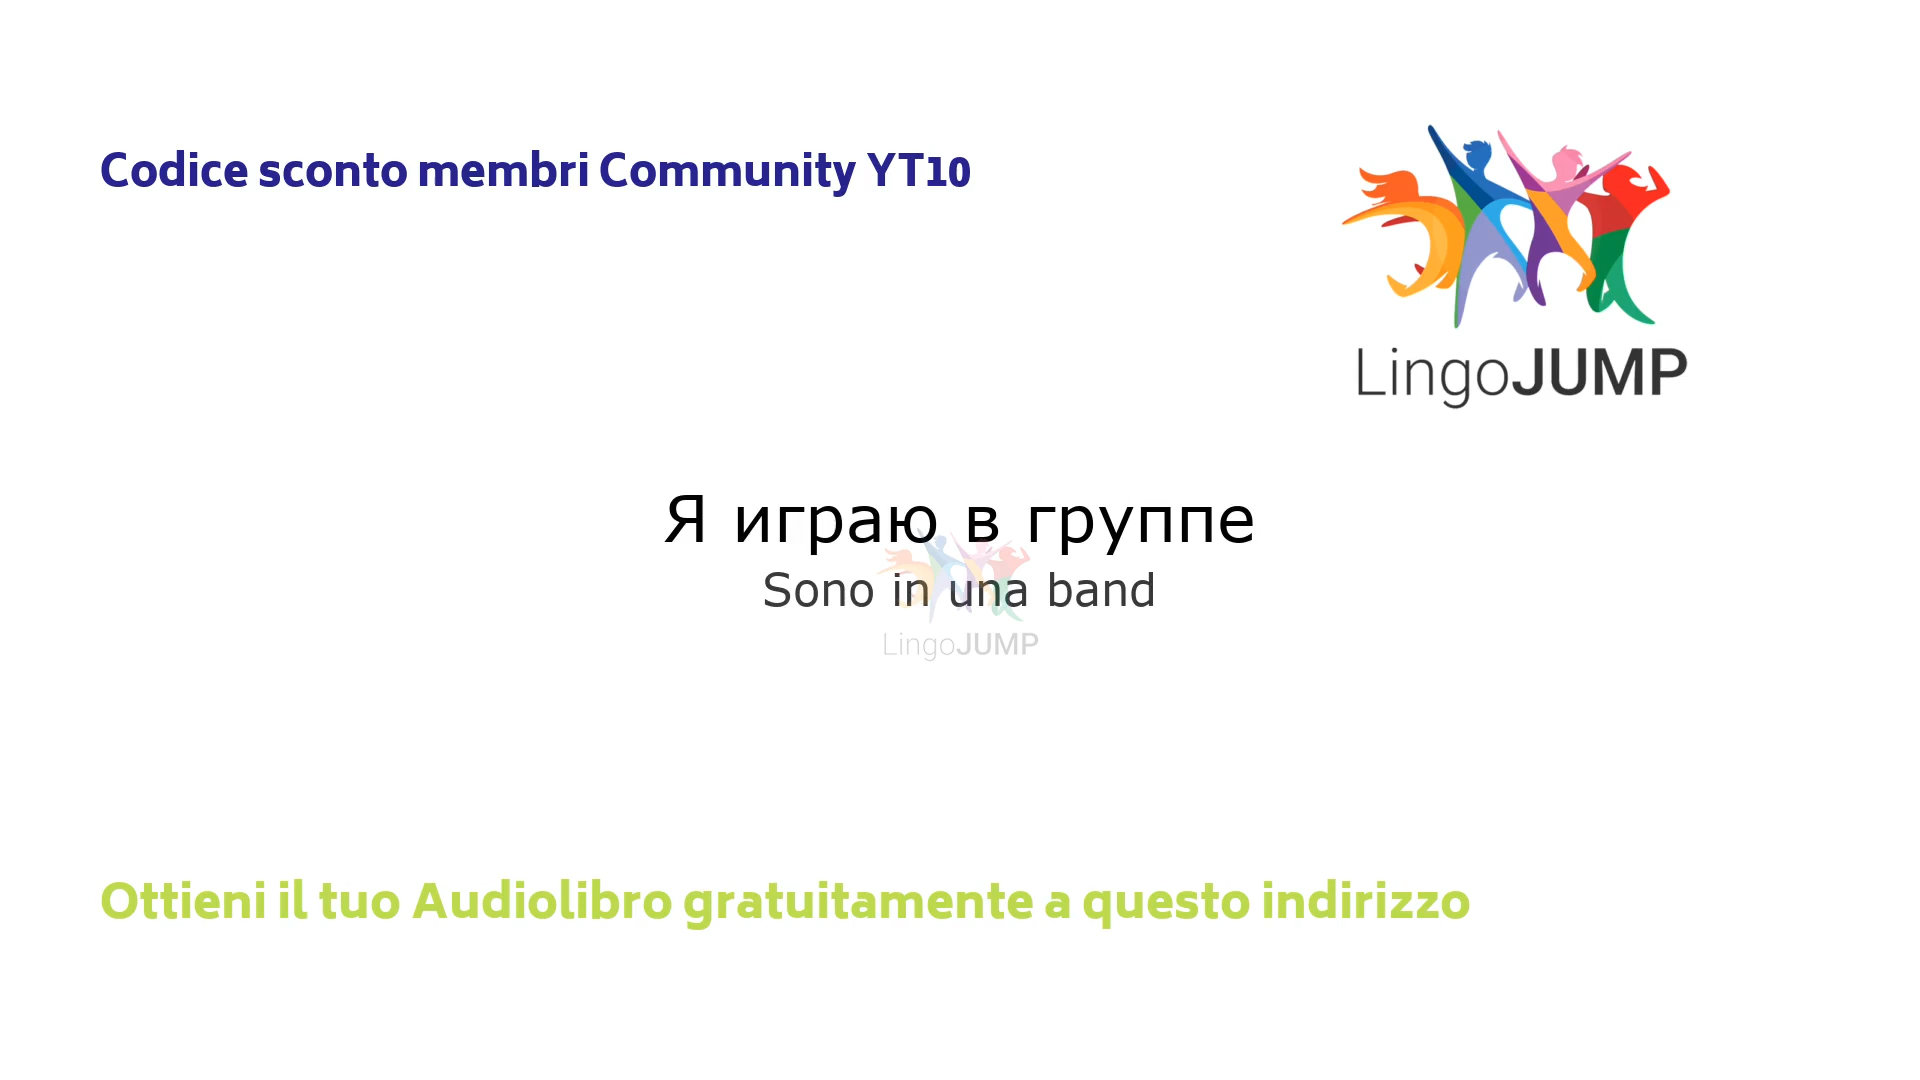 Codice sconto membri Community YT10
LingoJUMP
Я играю в группе
Sono in una band
LingoJUMP
Ottieni il tuo Audiolibro gratuitamente a questo indirizzo